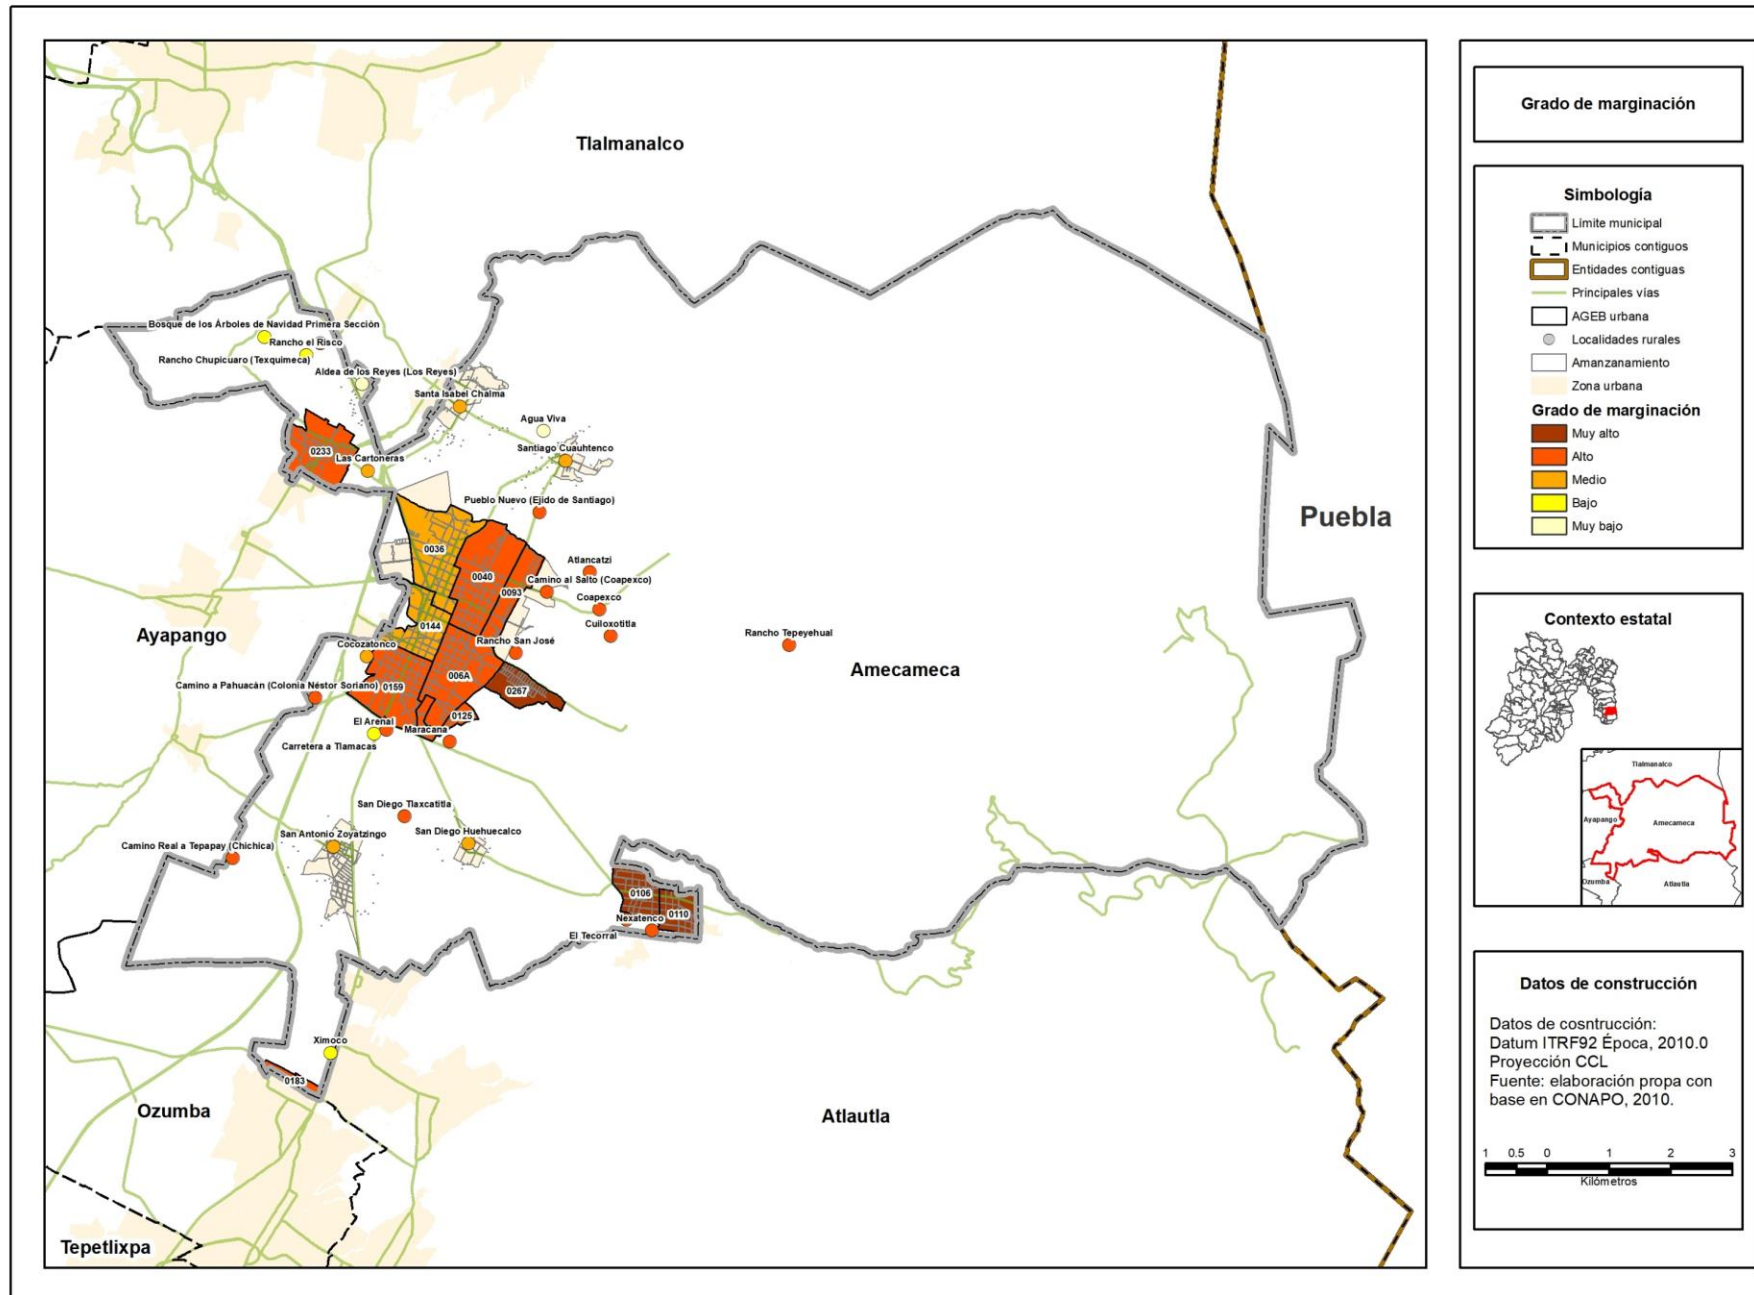 Tlalmanalco
Bosque de los Árboles de Navidad Primera Sección
Rancho el Risco
Rancho Chupicuaro (Texquimeca)
Aldea de los Reyes (Los Reyes)
Santa Isabel Chalma
Agua Viva
Santiago Cuauhtenco
0233
Las Cartoneras
Pueblo Nuevo (Ejido de Santiago)
Puebla
0036
Atlancatzi
0040
Camino al Salto (Coapexco)
0093
Coapexco
Cuiloxotitla
0144
Ayapango
Rancho San José
Rancho Tepeyehual
Cocozatonco
Amecameca
006A
Camino a Pahuacán (Colonia Néstor Soriano)
0159
0267
0125
El Arenal
Maracana
Carretera a Tlamacas
San Diego Tlaxcatitla
San Antonio Zoyatzingo
San Diego Huehuecalco
Camino Real a Tepapay (Chichica)
0106
0110
Nexatenco
El Tecorral
Ximoco
0183
Ozumba
Atlautla
Tepetlixpa
Grado de marginación
Simbología
Límite municipal
Municipios contiguos
Entidades contiguas
Principales vías
AGEB urbana
Localidades rurales
Amanzanamiento
Zona urbana
Grado de marginación
Muy alto
Alto
Medio
Bajo
Muy bajo
Contexto estatal
Tlalmanalco
Ayapango
Amecameca
Ozumba
Atlautla
Datos de construcción
Datos de cosntrucción:
Datum ITRF92 Época, 2010.0
Proyección CCL
Fuente: elaboración propa con
base en CONAPO, 2010.
1 0.5 0 1 2 3
Kilómetros